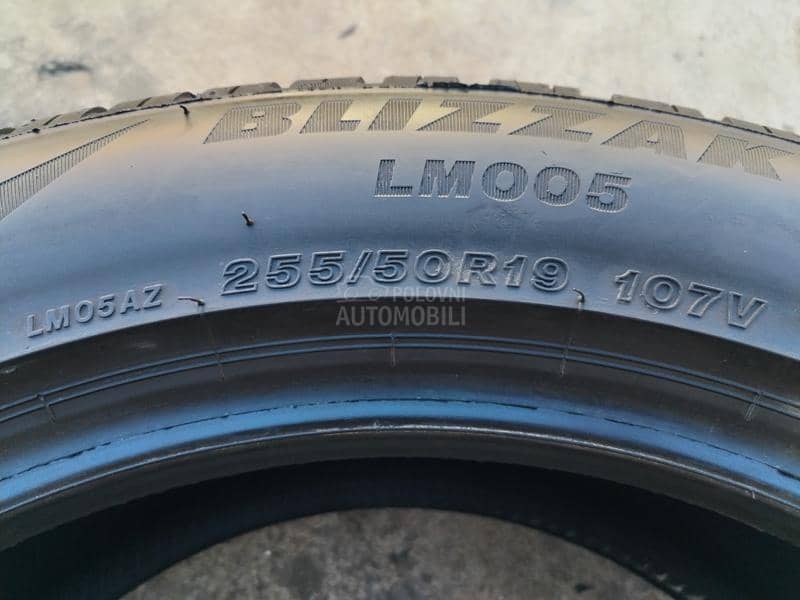 BLIZZAK
LM005
LM05AZ 255/50R19 107V
POLOVNI
AUTOMOBILI